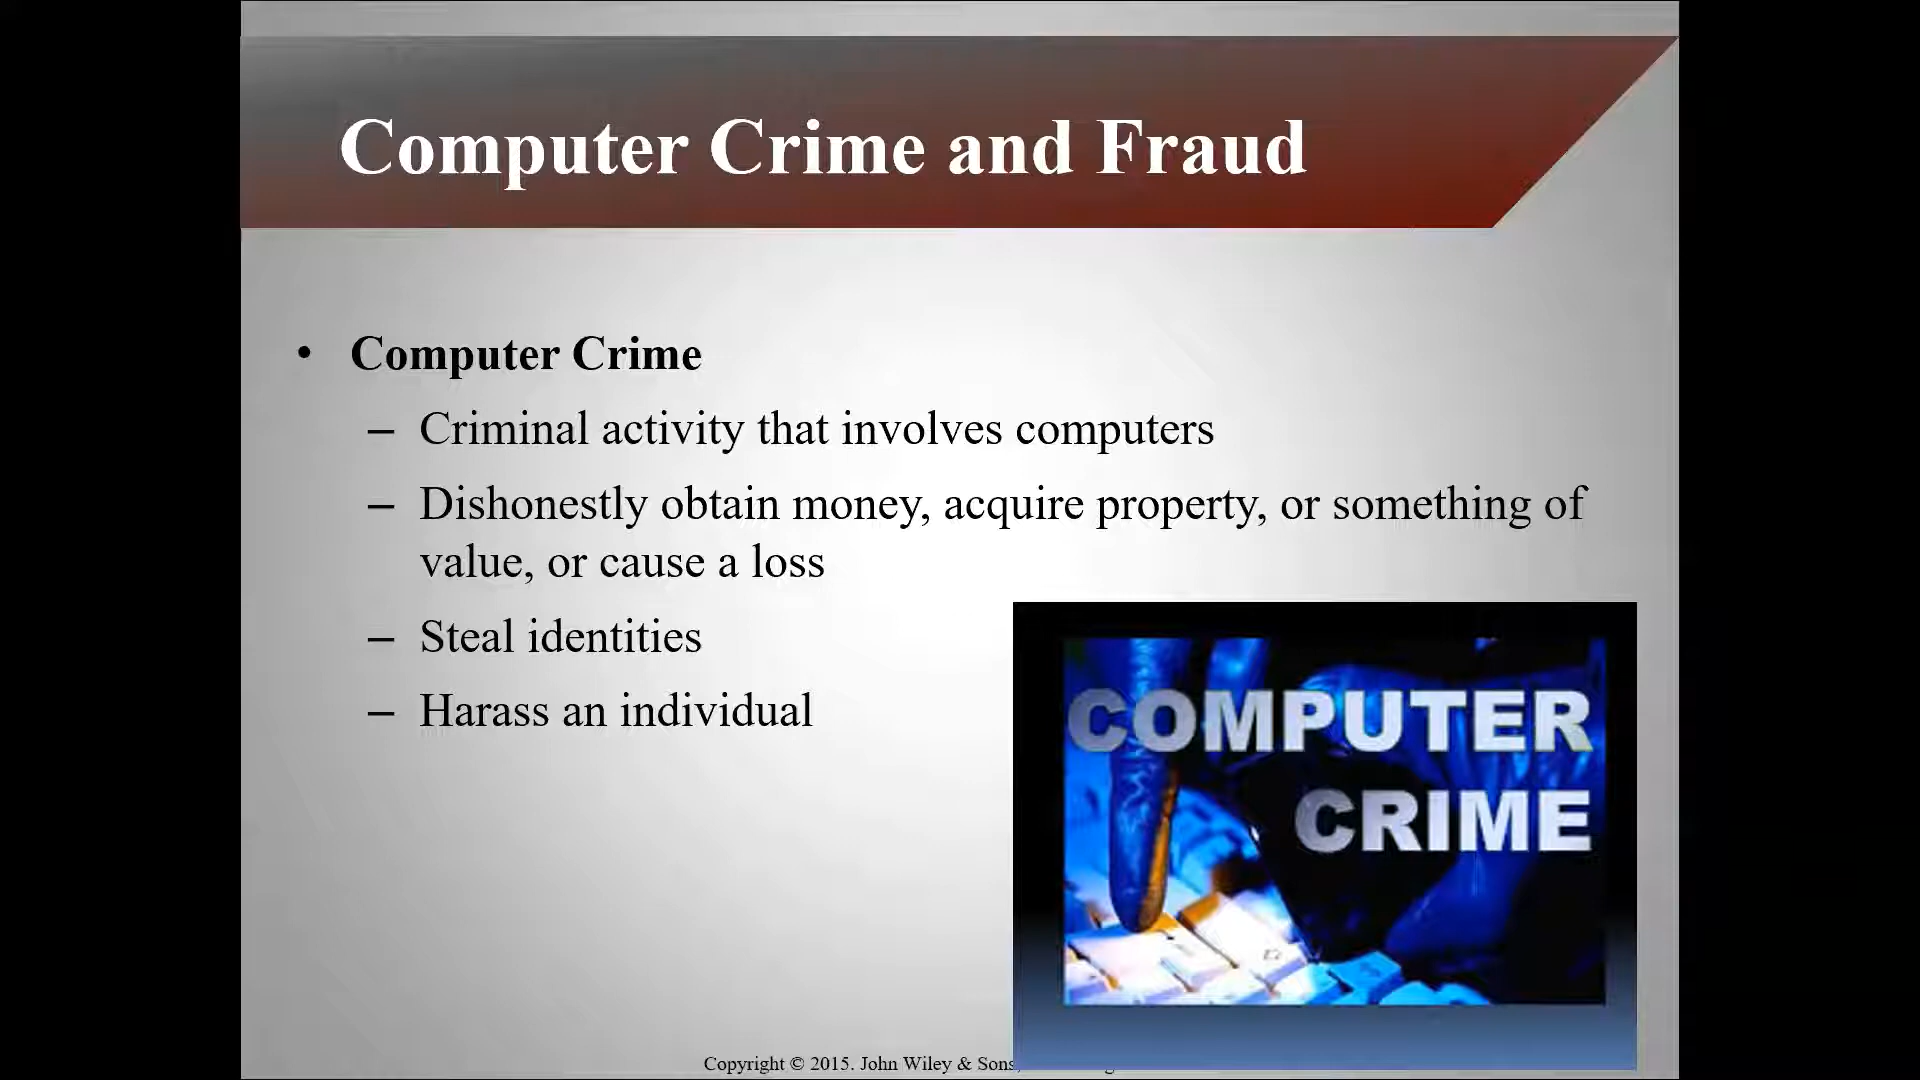 Computer Crime and Fraud
• Computer Crime
– Criminal activity that involves computers
– Dishonestly obtain money, acquire property, or something of
value, or cause a loss
– Steal identities
– Harass an individual
COMPUTER
CRIME
Copyright © 2015. John Wiley & Sons,